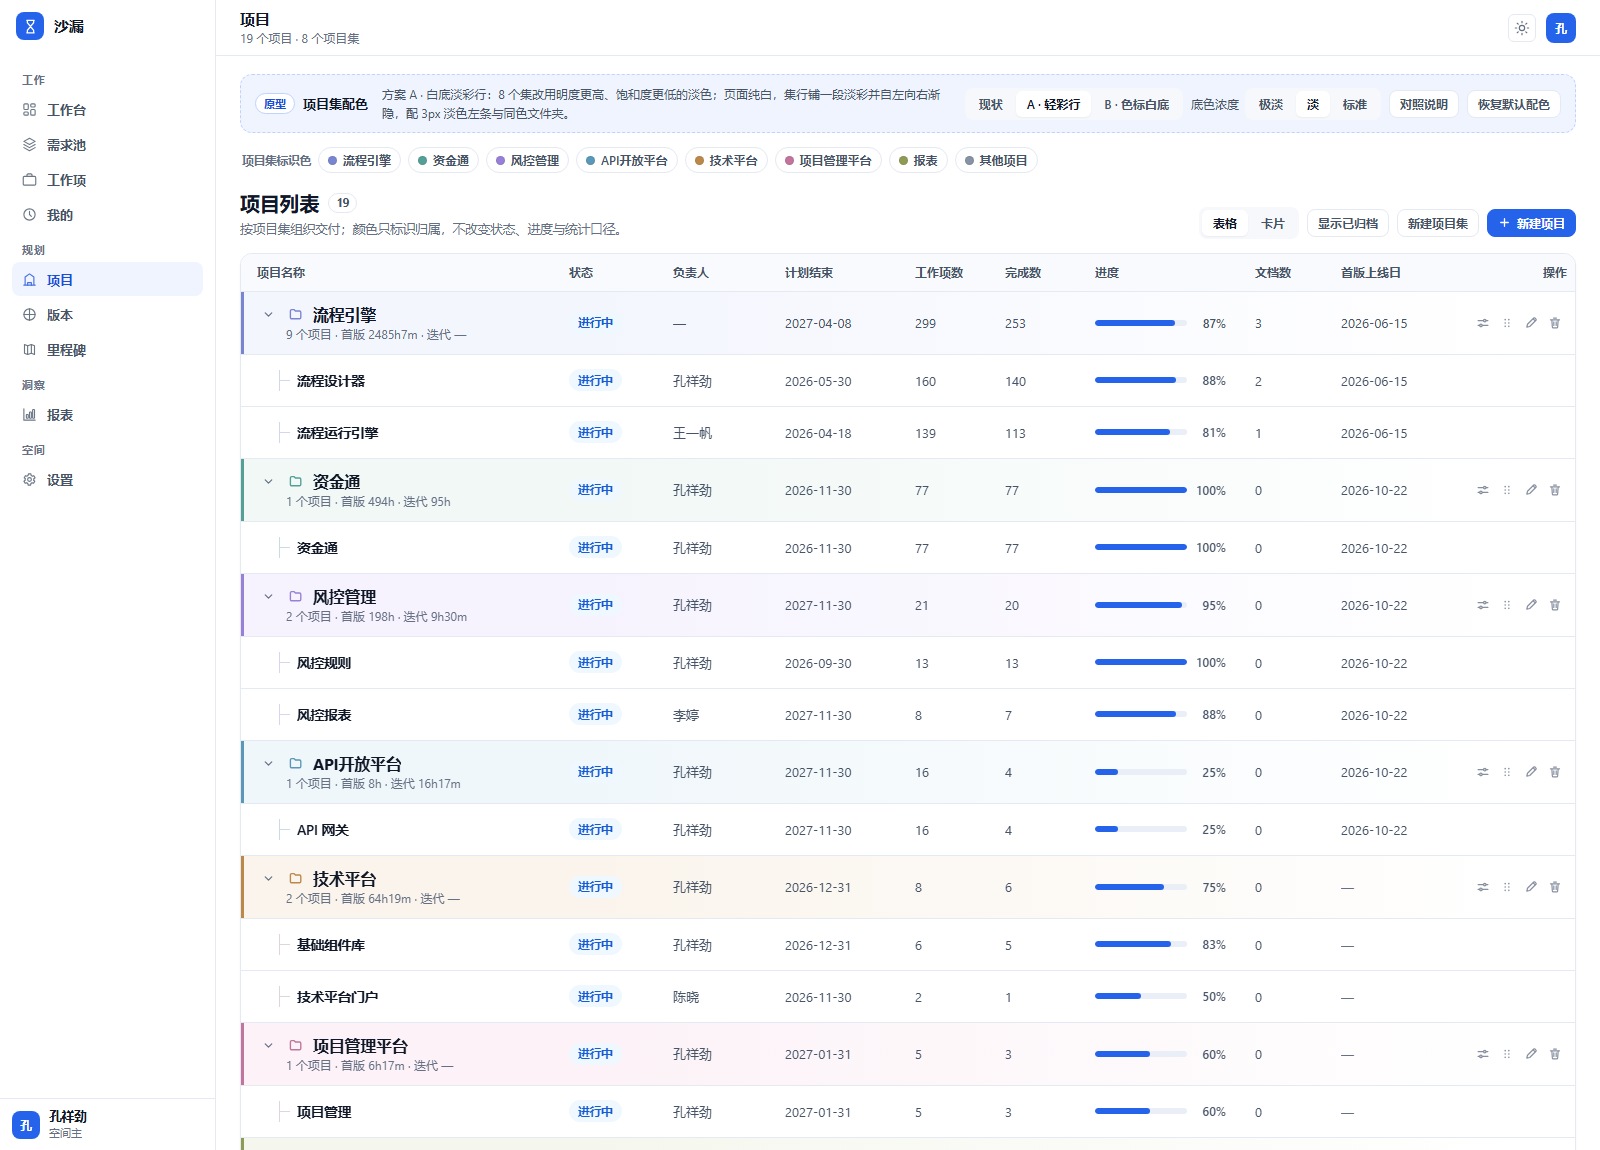 沙漏
工作
工作台
需求池
工作项
我的
规划
项目
版本
里程碑
洞察
报表
空间
设置
孔
孔祥劲
空间主
项目
19 个项目 · 8 个项目集
孔
原型 项目集配色
方案 A · 白底淡彩行：8 个集改用明度更高、饱和度更低的淡色；页面纯白，集行铺一段淡彩并自左向右渐
隐，配 3px 淡色左条与同色文件夹。
现状 A · 轻彩行 B · 色标白底 底色浓度 极淡 淡 标准 对照说明 恢复默认配色
项目集标识色 流程引擎 资金通 风控管理 API开放平台 技术平台 项目管理平台 报表 其他项目
项目列表 19
按项目集组织交付；颜色只标识归属，不改变状态、进度与统计口径。
表格 卡片 显示已归档 新建项目集 + 新建项目
项目名称 状态 负责人 计划结束 工作项数 完成数 进度 文档数 首版上线日 操作
流程引擎 进行中 — 2027-04-08 299 253 87% 3 2026-06-15
9 个项目 · 首版 2485h7m · 迭代 —
流程设计器 进行中 孔祥劲 2026-05-30 160 140 88% 2 2026-06-15
流程运行引擎 进行中 王一帆 2026-04-18 139 113 81% 1 2026-06-15
资金通 进行中 孔祥劲 2026-11-30 77 77 100% 0 2026-10-22
1 个项目 · 首版 494h · 迭代 95h
资金通 进行中 孔祥劲 2026-11-30 77 77 100% 0 2026-10-22
风控管理 进行中 孔祥劲 2027-11-30 21 20 95% 0 2026-10-22
2 个项目 · 首版 198h · 迭代 9h30m
风控规则 进行中 孔祥劲 2026-09-30 13 13 100% 0 2026-10-22
风控报表 进行中 李婷 2027-11-30 8 7 88% 0 2026-10-22
API开放平台 进行中 孔祥劲 2027-11-30 16 4 25% 0 2026-10-22
1 个项目 · 首版 8h · 迭代 16h17m
API 网关 进行中 孔祥劲 2027-11-30 16 4 25% 0 2026-10-22
技术平台 进行中 孔祥劲 2026-12-31 8 6 75% 0 —
2 个项目 · 首版 64h19m · 迭代 —
基础组件库 进行中 孔祥劲 2026-12-31 6 5 83% 0 —
技术平台门户 进行中 陈晓 2026-11-30 2 1 50% 0 —
项目管理平台 进行中 孔祥劲 2027-01-31 5 3 60% 0 —
1 个项目 · 首版 6h17m · 迭代 —
项目管理 进行中 孔祥劲 2027-01-31 5 3 60% 0 —